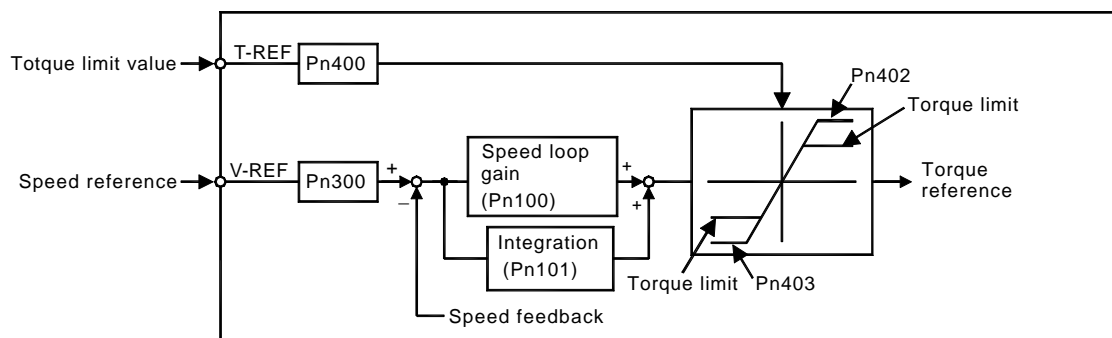 Totque limit value
T-REF
Pn400
Pn402
Torque limit
Speed reference
V-REF
Pn300
+
–
Speed loop
gain
(Pn100)
+
+
Torque
reference
Integration
(Pn101)
Torque limit
Pn403
Speed feedback